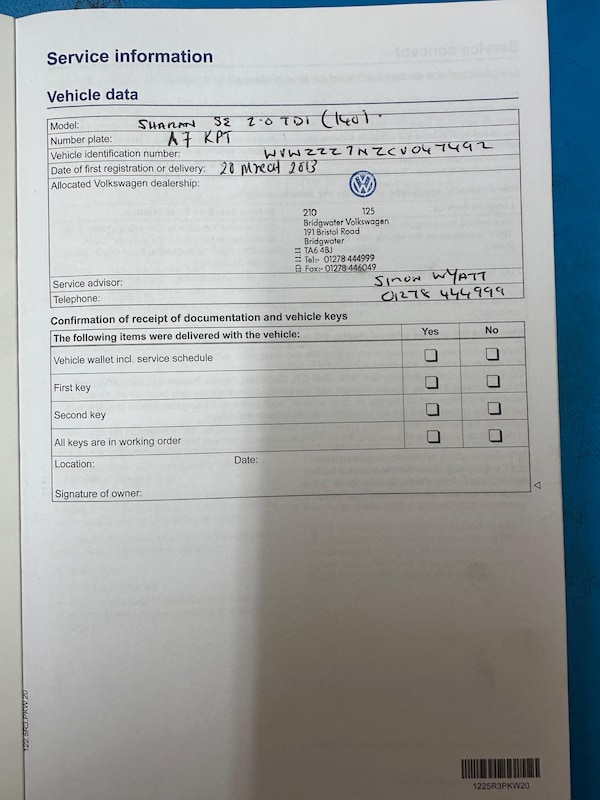 Service information
Vehicle data
Model: SHARAN SE 2.0 TDI (140).
Number plate: A7 KPT
Vehicle identification number: WVWZZZ7NZCV047492
Date of first registration or delivery: 20 March 2013
Allocated Volkswagen dealership:
210 125
Bridgwater Volkswagen
191 Bristol Road
Bridgwater
TA6 4BJ
Tel:- 01278 444999
Fax:- 01278 446049
Service advisor: SIMON WYATT
Telephone: 01278 444999
Confirmation of receipt of documentation and vehicle keys
The following items were delivered with the vehicle: Yes No
Vehicle wallet incl. service schedule
First key
Second key
All keys are in working order
Location: Date:
Signature of owner:
122.5R3.PKW.20
1225R3PKW20